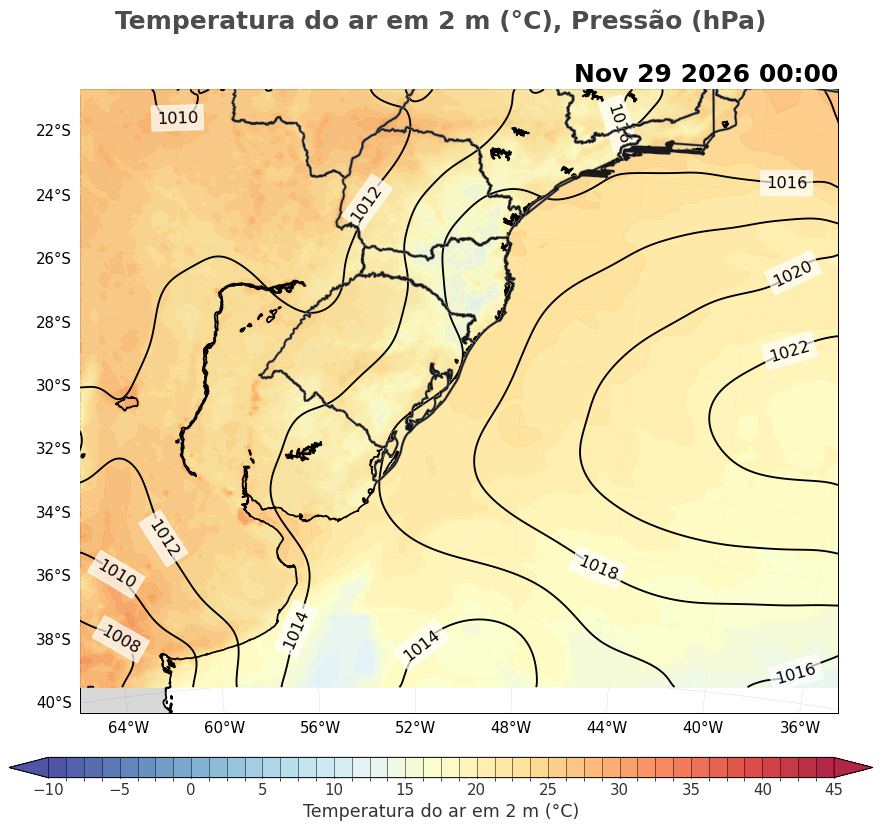 Temperatura do ar em 2 m (°C), Pressão (hPa)
Nov 29 2026 00:00
1010
1016
1012
1016
1020
1022
1012
1010
1008
1014
1014
1018
1016
22°S
24°S
26°S
28°S
30°S
32°S
34°S
36°S
38°S
40°S
64°W 60°W 56°W 52°W 48°W 44°W 40°W 36°W
−10 −5 0 5 10 15 20 25 30 35 40 45
Temperatura do ar em 2 m (°C)